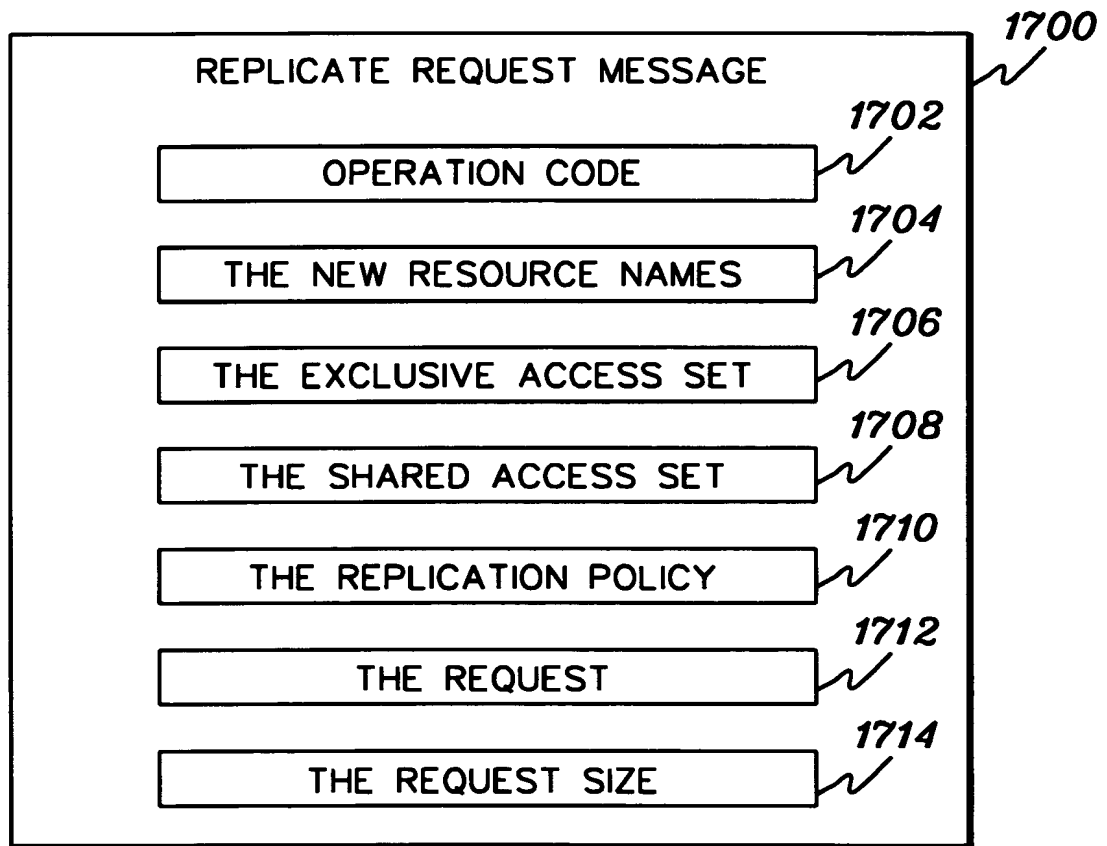 1700
REPLICATE REQUEST MESSAGE
1702
OPERATION CODE
1704
THE NEW RESOURCE NAMES
1706
THE EXCLUSIVE ACCESS SET
1708
THE SHARED ACCESS SET
1710
THE REPLICATION POLICY
1712
THE REQUEST
1714
THE REQUEST SIZE